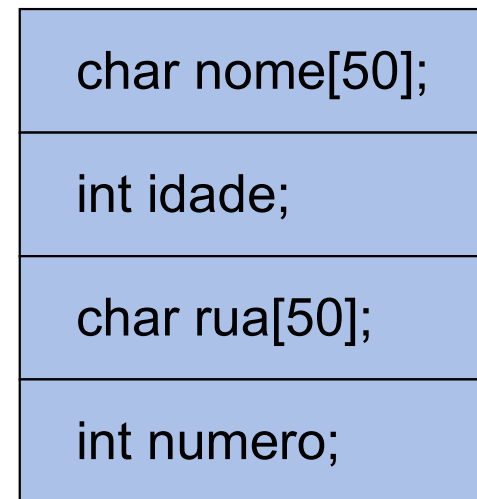 char nome[50];
int idade;
char rua[50];
int numero;